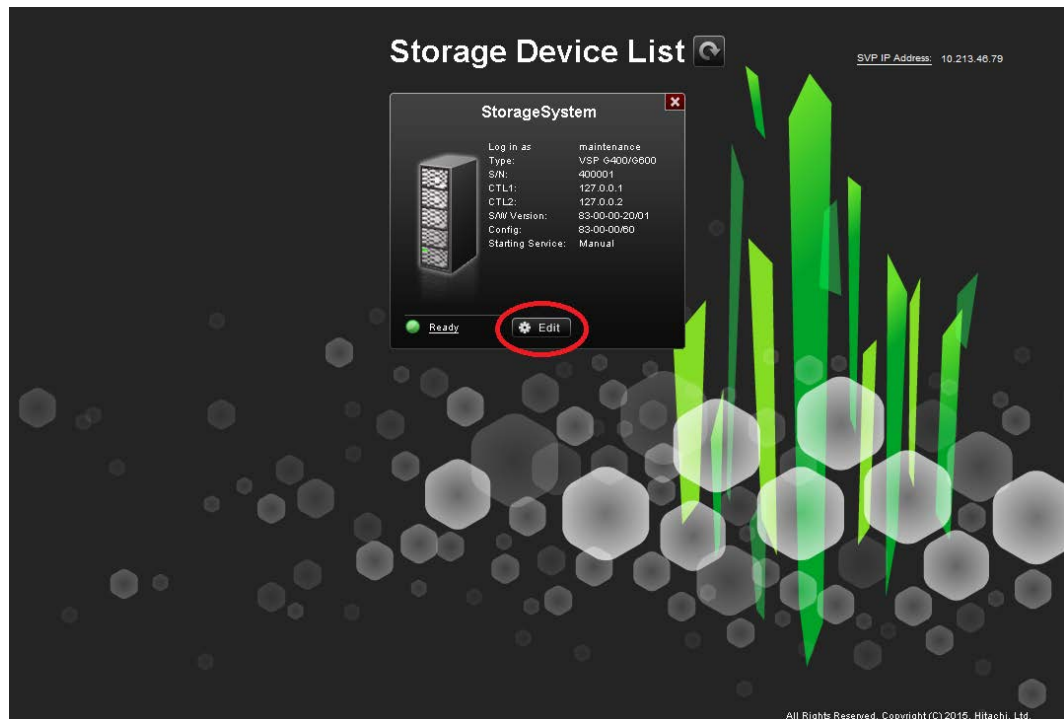 Storage Device List
SVP IP Address: 10.213.46.79
StorageSystem
Log in as maintenance
Type: VSP G400/G600
S/N: 400001
CTL1: 127.0.0.1
CTL2: 127.0.0.2
S/W Version: 83-00-00-20/01
Config: 83-00-00/60
Starting Service: Manual
Ready Edit
All Rights Reserved. Copyright (C) 2015, Hitachi, Ltd.